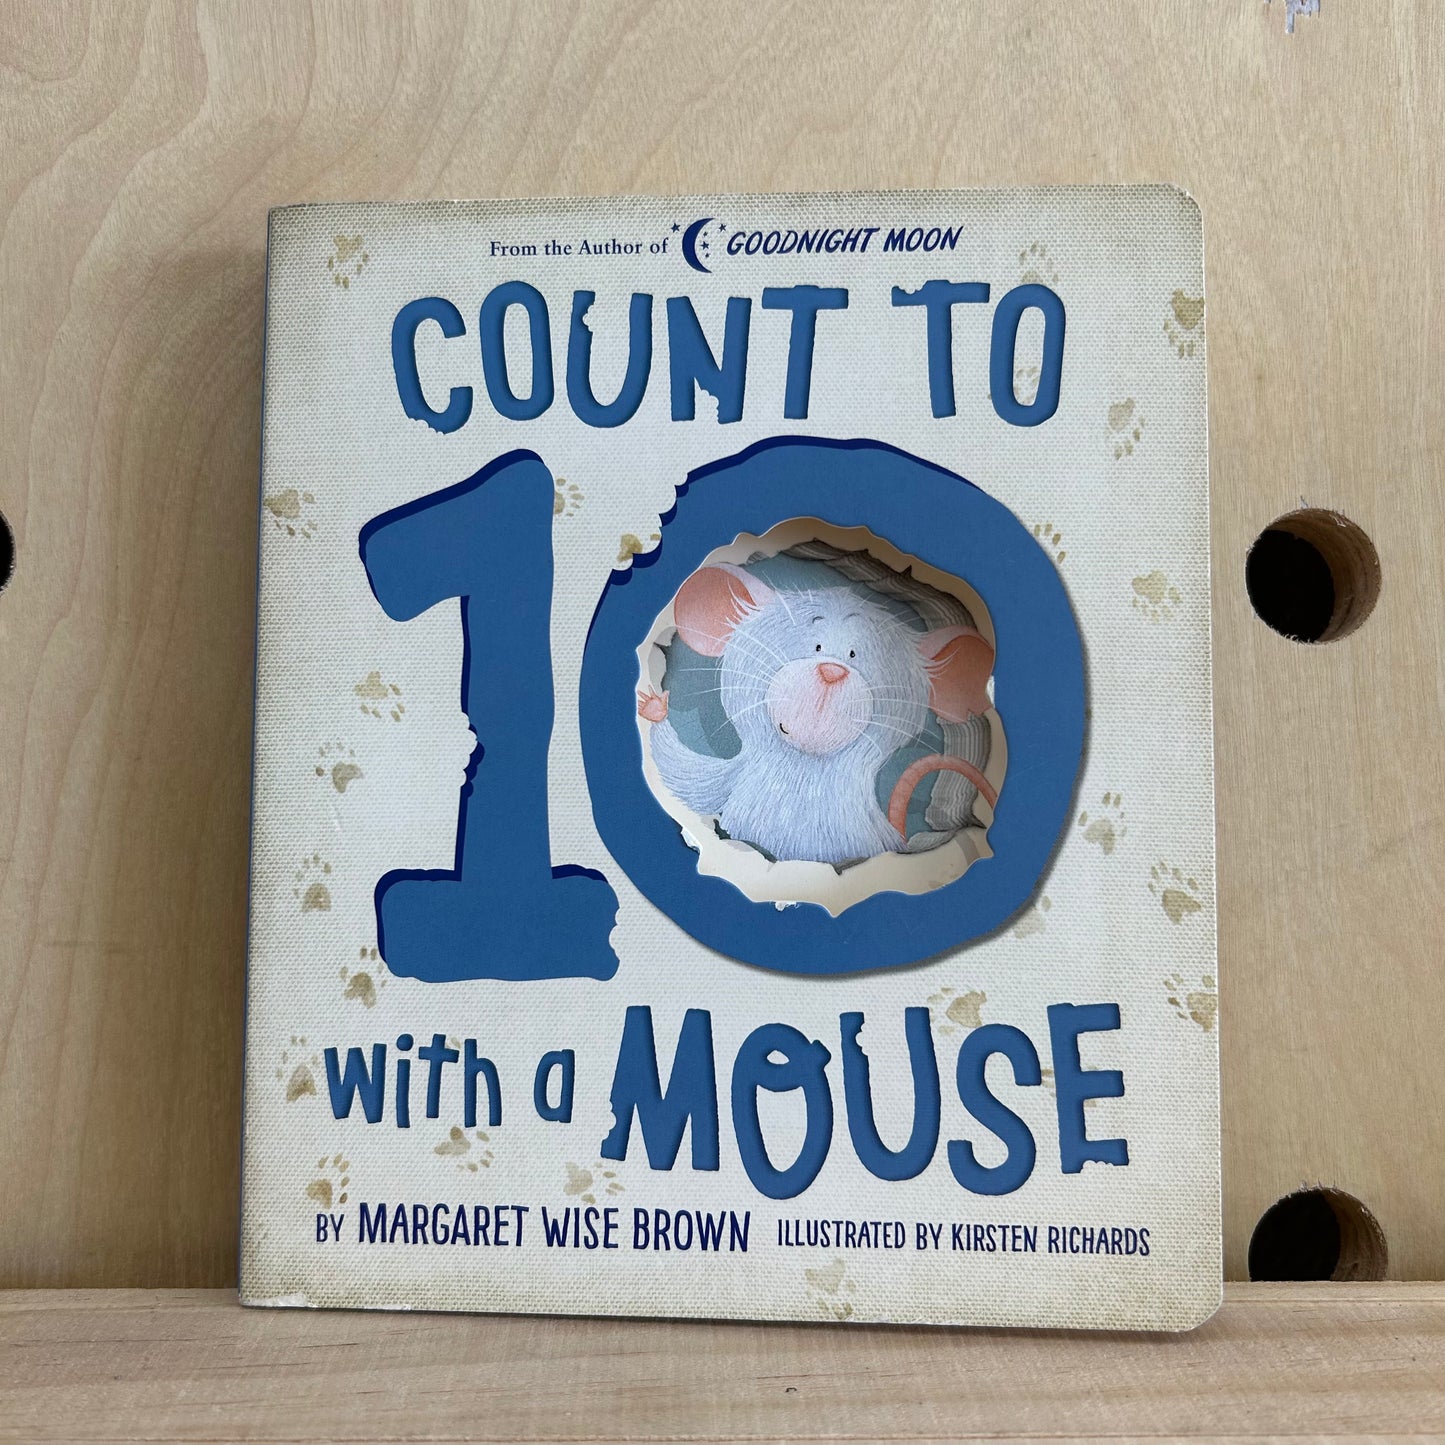 From the Author of GOODNIGHT MOON
COUNT TO
10
with a MOUSE
BY MARGARET WISE BROWN ILLUSTRATED BY KIRSTEN RICHARDS